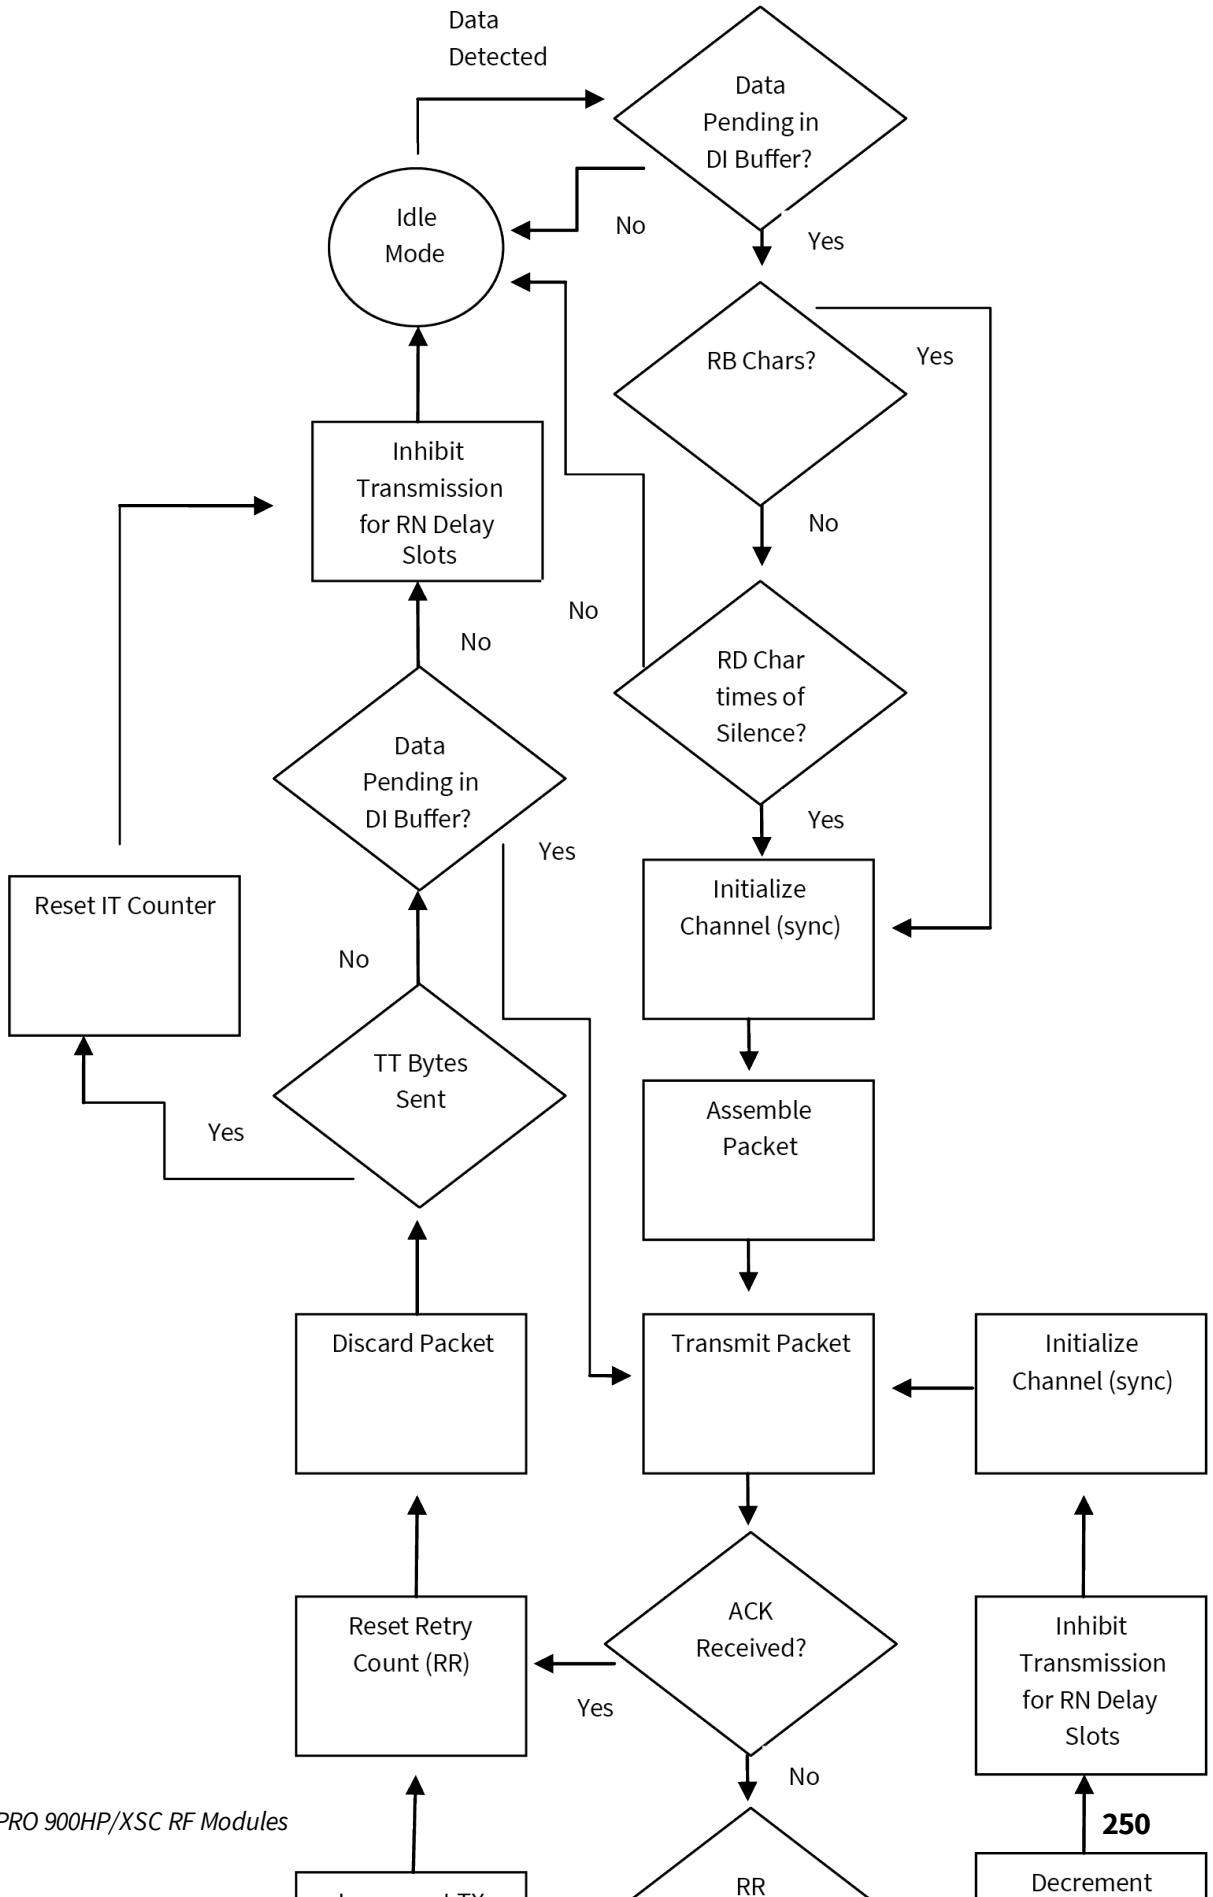 Data
Detected
Data
Pending in
DI Buffer?
Idle
Mode
No
Yes
RB Chars?
Yes
Inhibit
Transmission
for RN Delay
Slots
No
No
No
RD Char
times of
Silence?
Data
Pending in
DI Buffer?
Yes
Yes
Reset IT Counter
Initialize
Channel (sync)
No
TT Bytes
Sent
Assemble
Packet
Yes
Discard Packet
Transmit Packet
Initialize
Channel (sync)
ACK
Received?
Reset Retry
Count (RR)
Inhibit
Transmission
for RN Delay
Slots
Yes
No
PRO 900HP/XSC RF Modules
250
RR
Decrement